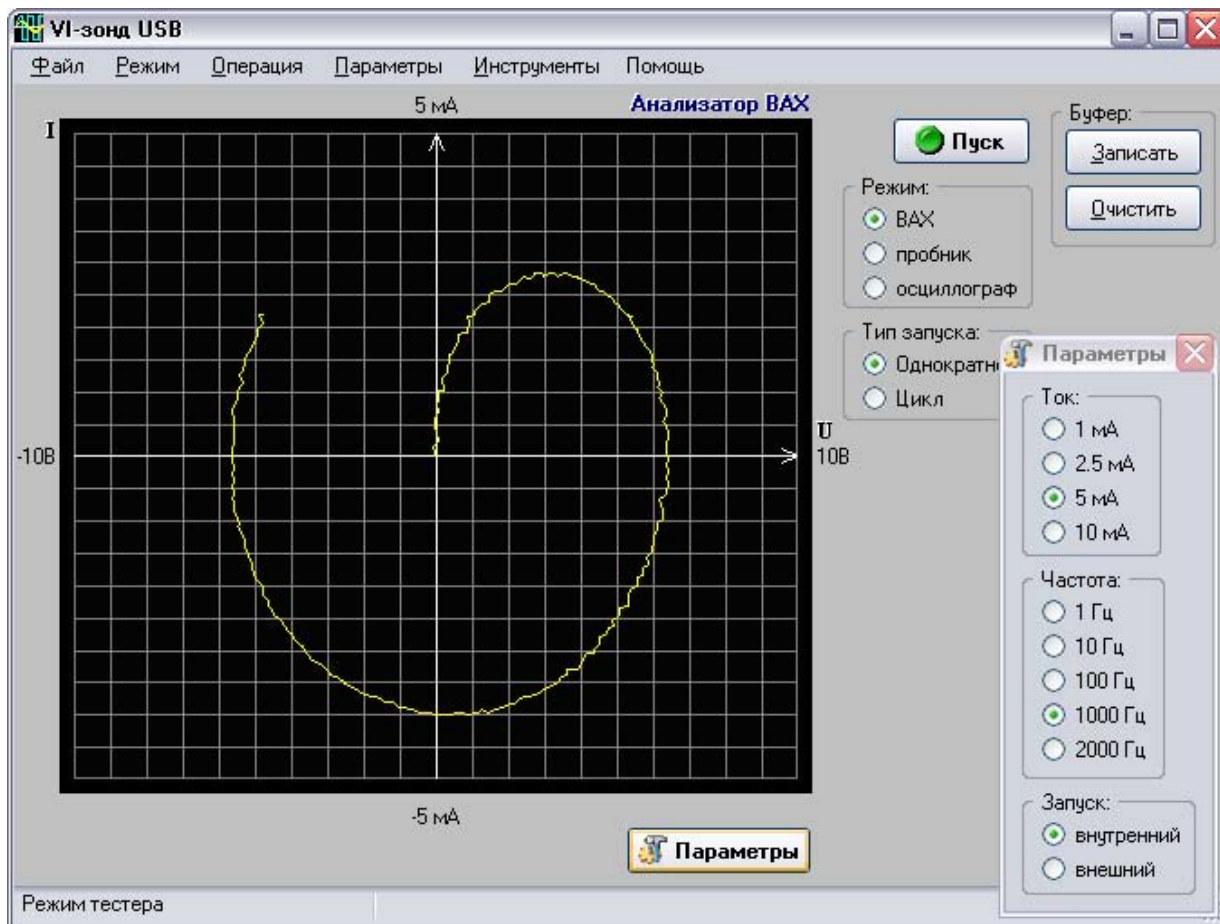 VI-зонд USB
Файл Режим Операция Параметры Инструменты Помощь
5 мА
Анализатор ВАХ
I
-10В
U
10В
-5 мА
Пуск
Буфер:
Записать
Очистить
Режим:
ВАХ
пробник
осциллограф
Тип запуска:
Однократн
Цикл
Параметры
Ток:
1 мА
2.5 мА
5 мА
10 мА
Частота:
1 Гц
10 Гц
100 Гц
1000 Гц
2000 Гц
Запуск:
внутренний
внешний
Параметры
Режим тестера